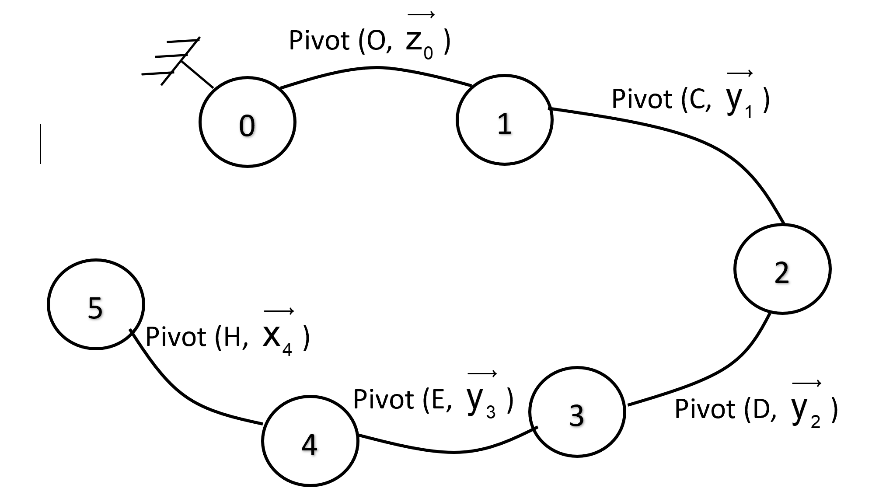 Pivot (O, z₀ )
0
1
Pivot (C, y₁ )
2
5
Pivot (H, x₄ )
Pivot (E, y₃ )
3
Pivot (D, y₂ )
4